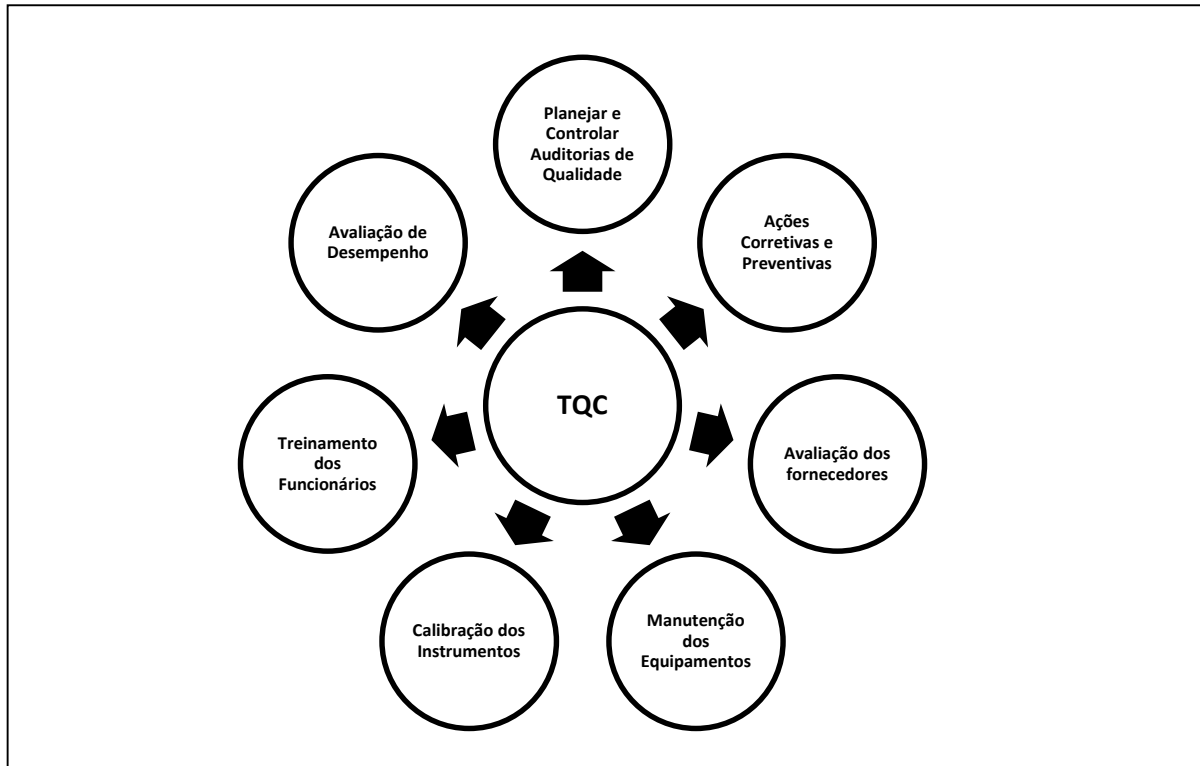 Planejar e
Controlar
Auditorias de
Qualidade
Ações
Corretivas e
Preventivas
Avaliação dos
fornecedores
Manutenção
dos
Equipamentos
Calibração dos
Instrumentos
Treinamento
dos
Funcionários
Avaliação de
Desempenho
TQC